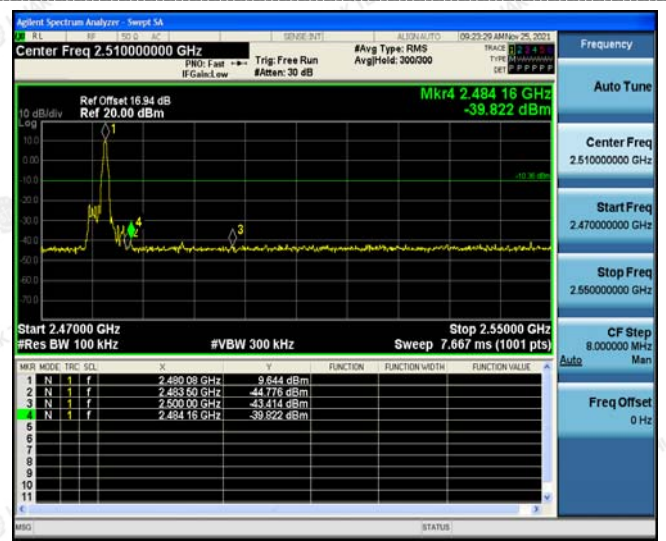 Agilent Spectrum Analyzer - Swept SA
RL RF 50 Ω AC SENSE:INT ALIGN AUTO 09:23:29 AM Nov 25, 2021
Center Freq 2.510000000 GHz
PNO: Fast Trig: Free Run
IFGain:Low #Atten: 30 dB
#Avg Type: RMS
Avg|Hold: 300/300
TRACE 1 2 3 4 5 6
TYPE
DET P P P P P P
Frequency
Mkr4 2.484 16 GHz
-39.822 dBm
Ref Offset 16.94 dB
10 dB/div Ref 20.00 dBm
Log
10.0
0.00
-10.0
-20.0
-30.0
-40.0
-50.0
-60.0
-70.0
1
4
2
3
-10.36 dBm
Start 2.47000 GHz Stop 2.55000 GHz
#Res BW 100 kHz #VBW 300 kHz Sweep 7.667 ms (1001 pts)
MKR MODE TRC SCL X Y FUNCTION FUNCTION WIDTH FUNCTION VALUE
1 N 1 f 2.480 08 GHz 9.644 dBm
2 N 1 f 2.483 50 GHz -44.776 dBm
3 N 1 f 2.500 00 GHz -43.414 dBm
4 N 1 f 2.484 16 GHz -39.822 dBm
5
6
7
8
9
10
11
MSG STATUS
Auto Tune
Center Freq
2.510000000 GHz
Start Freq
2.470000000 GHz
Stop Freq
2.550000000 GHz
CF Step
8.000000 MHz
Auto Man
Freq Offset
0 Hz